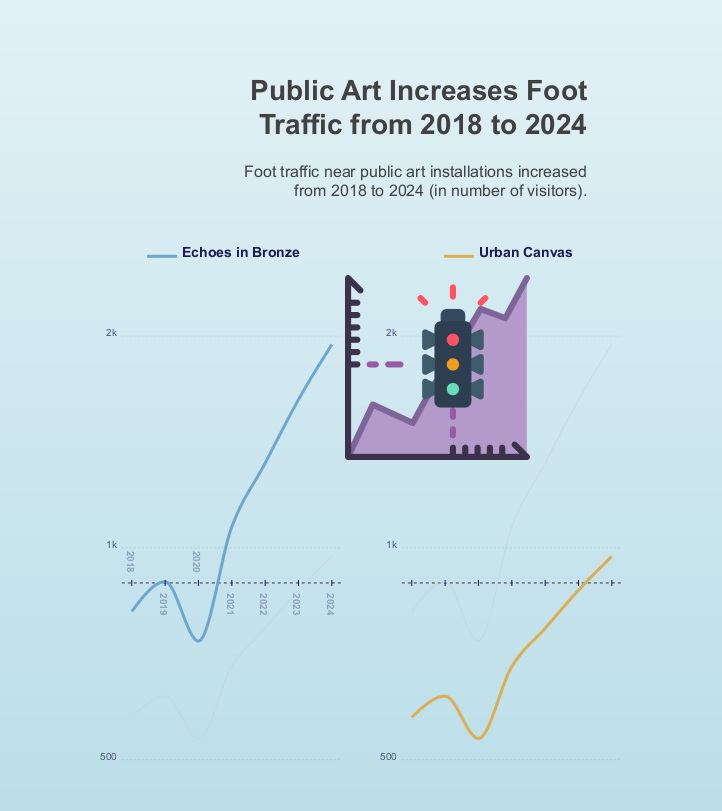 Public Art Increases Foot
Traffic from 2018 to 2024
Foot traffic near public art installations increased
from 2018 to 2024 (in number of visitors).
Echoes in Bronze
Urban Canvas
2k
2k
1k
1k
2018
2019
2020
2021
2022
2023
2024
500
500